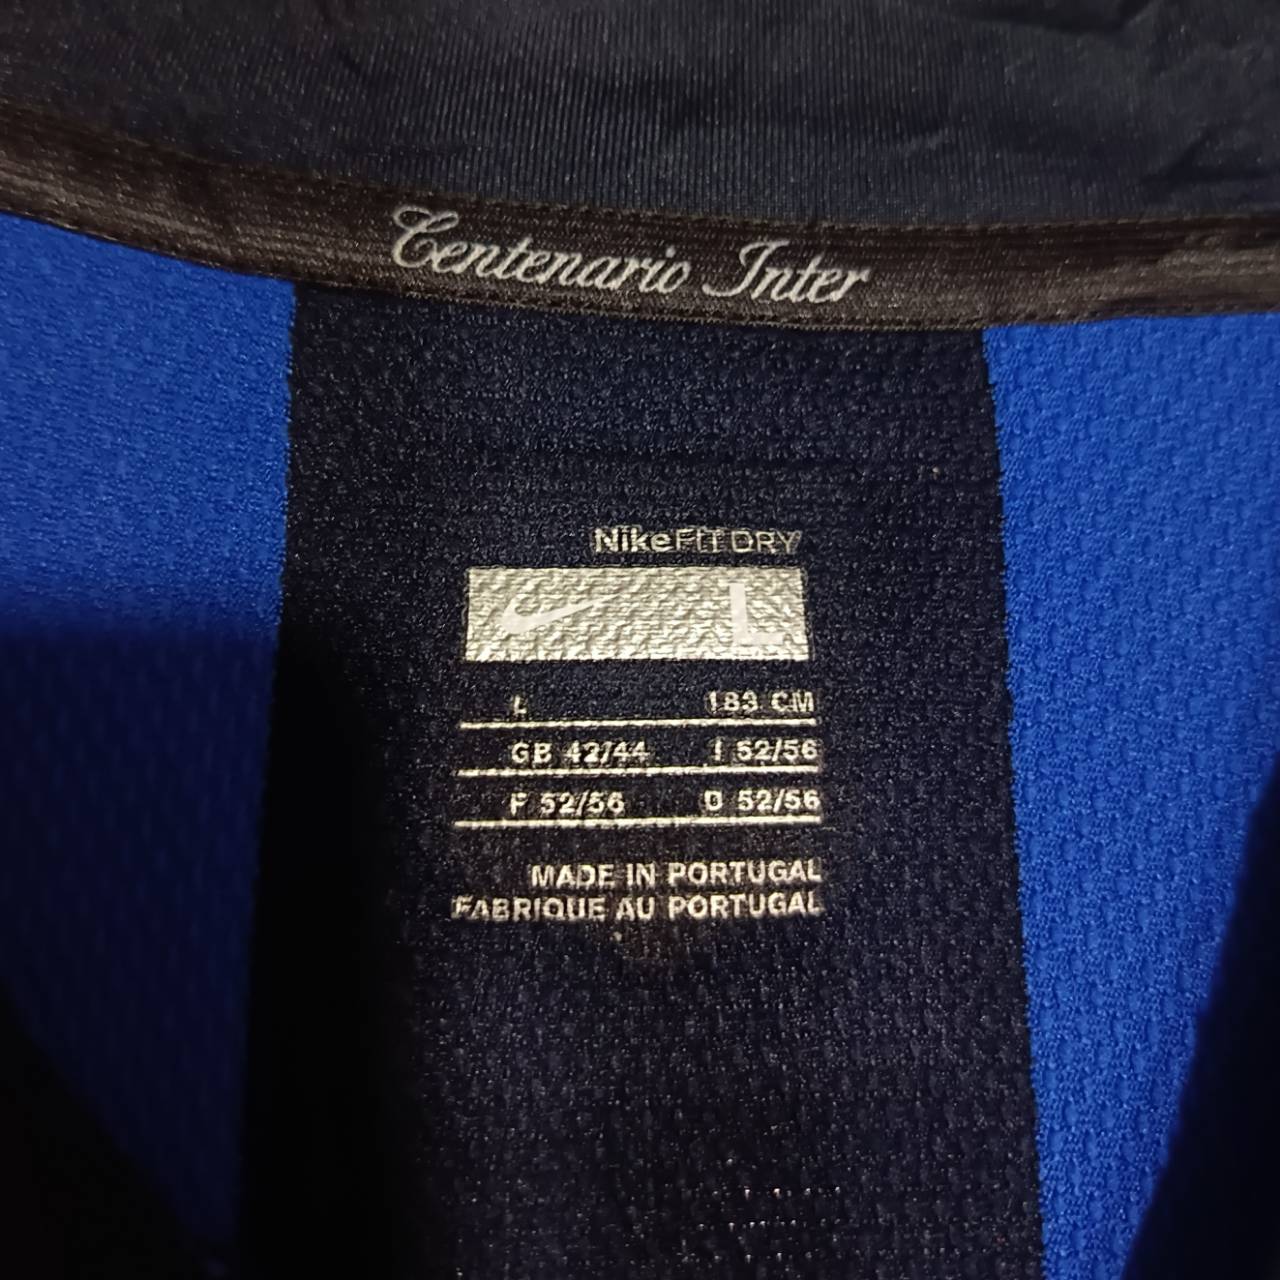 Centenario Inter
NikeFIT DRY
L
L 183 CM
GB 42/44 I 52/56
F 52/56 D 52/56
MADE IN PORTUGAL
FABRIQUE AU PORTUGAL